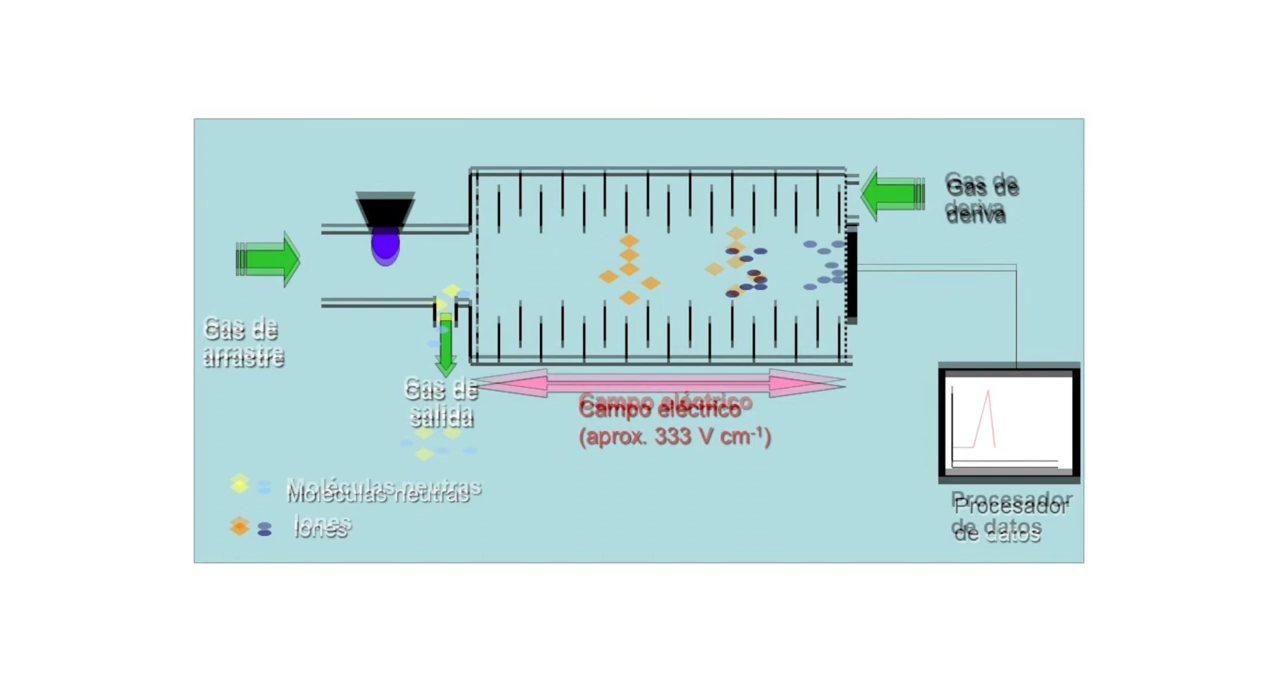 Gas de
deriva
Gas de
arrastre
Gas de
salida
Campo eléctrico
(aprox. 333 V cm⁻¹)
Moléculas neutras
Iones
Procesador
de datos